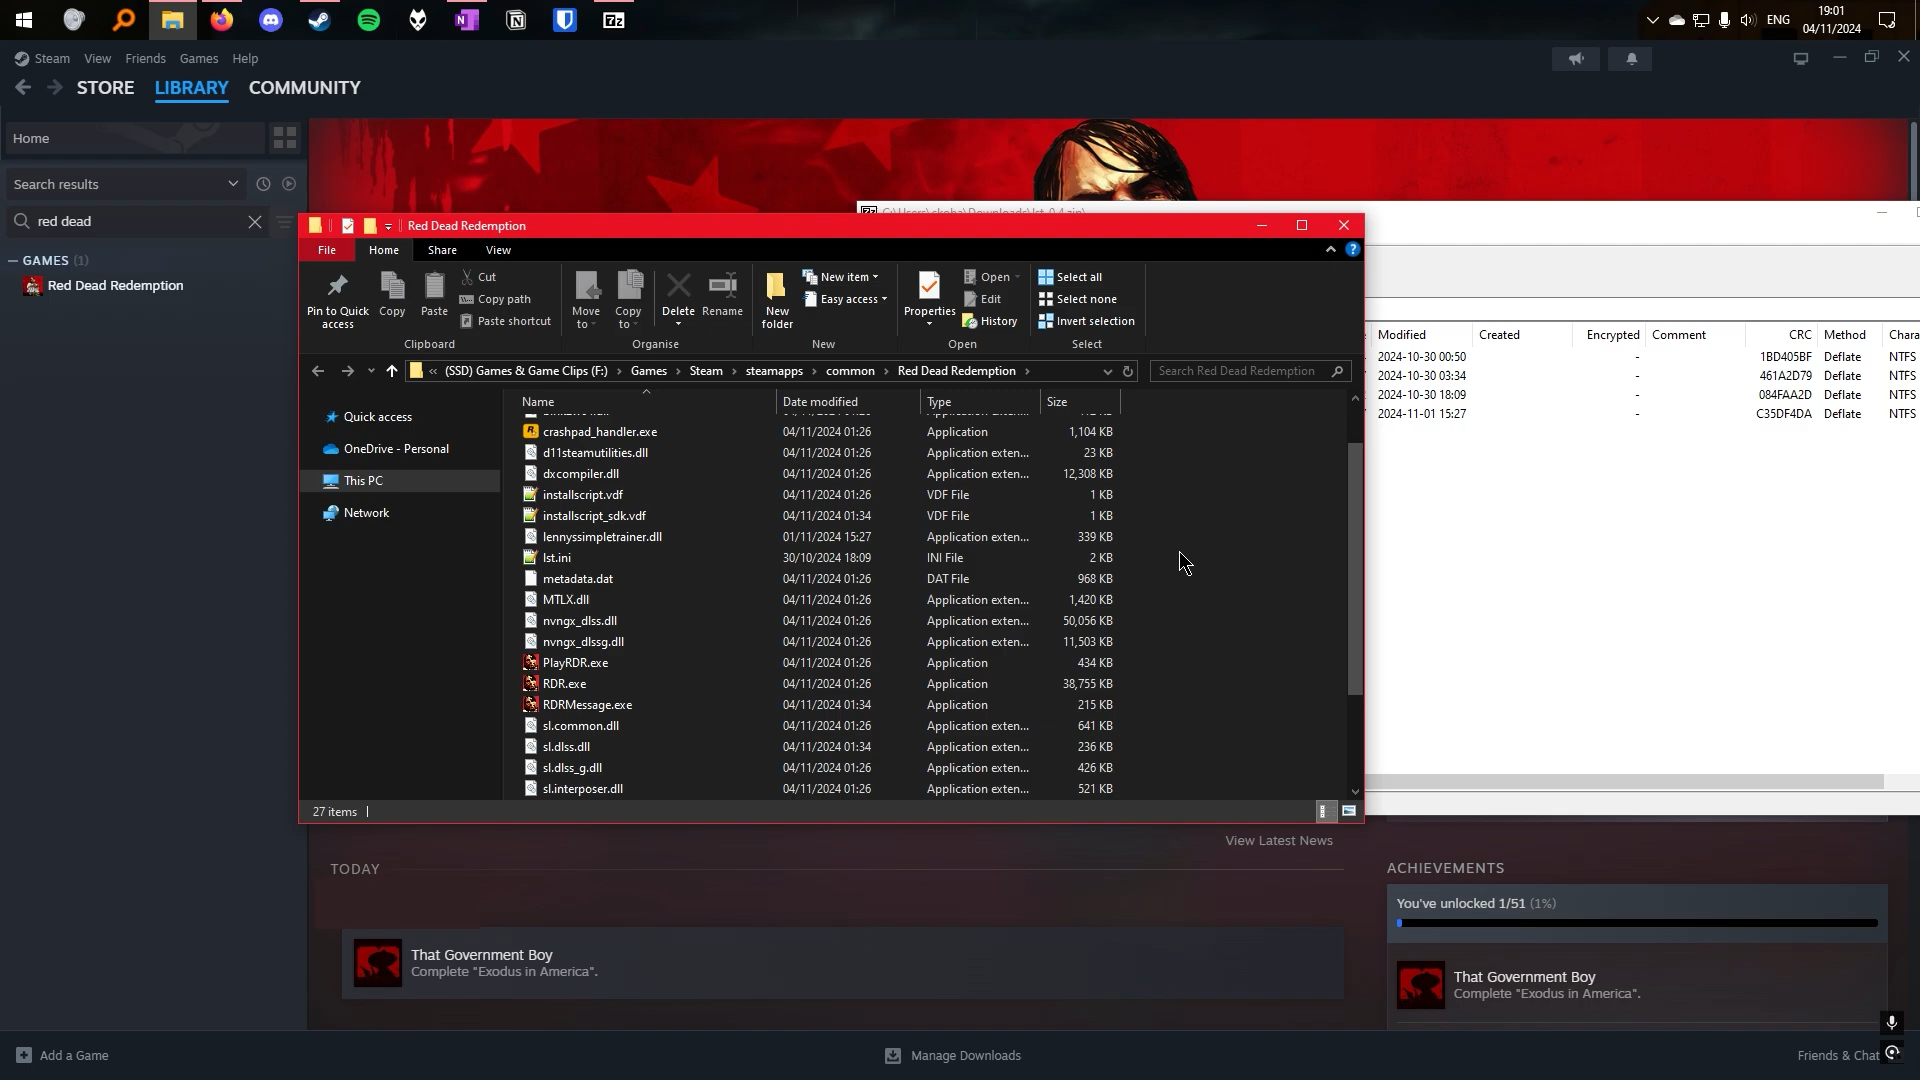 19:01
ENG
04/11/2024
Steam View Friends Games Help
STORE LIBRARY COMMUNITY
Home
Search results
red dead
GAMES (1)
Red Dead Redemption
Red Dead Redemption
File Home Share View
Pin to Quick access
Copy
Paste
Cut
Copy path
Paste shortcut
Clipboard
Move to
Copy to
Delete
Rename
Organise
New folder
New item
Easy access
New
Properties
Open
Edit
History
Open
Select all
Select none
Invert selection
Select
« (SSD) Games & Game Clips (F:) › Games › Steam › steamapps › common › Red Dead Redemption ›
Search Red Dead Redemption
Quick access
OneDrive - Personal
This PC
Network
Name Date modified Type Size
crashpad_handler.exe 04/11/2024 01:26 Application 1,104 KB
d11steamutilities.dll 04/11/2024 01:26 Application exten... 23 KB
dxcompiler.dll 04/11/2024 01:26 Application exten... 12,308 KB
installscript.vdf 04/11/2024 01:26 VDF File 1 KB
installscript_sdk.vdf 04/11/2024 01:34 VDF File 1 KB
lennyssimpletrainer.dll 01/11/2024 15:27 Application exten... 339 KB
lst.ini 30/10/2024 18:09 INI File 2 KB
metadata.dat 04/11/2024 01:26 DAT File 968 KB
MTLX.dll 04/11/2024 01:26 Application exten... 1,420 KB
nvngx_dlss.dll 04/11/2024 01:26 Application exten... 50,056 KB
nvngx_dlssg.dll 04/11/2024 01:26 Application exten... 11,503 KB
PlayRDR.exe 04/11/2024 01:26 Application 434 KB
RDR.exe 04/11/2024 01:26 Application 38,755 KB
RDRMessage.exe 04/11/2024 01:34 Application 215 KB
sl.common.dll 04/11/2024 01:26 Application exten... 641 KB
sl.dlss.dll 04/11/2024 01:34 Application exten... 236 KB
sl.dlss_g.dll 04/11/2024 01:26 Application exten... 426 KB
sl.interposer.dll 04/11/2024 01:26 Application exten... 521 KB
27 items
Modified Created Encrypted Comment CRC Method Chara
2024-10-30 00:50 - 1BD405BF Deflate NTFS
2024-10-30 03:34 - 461A2D79 Deflate NTFS
2024-10-30 18:09 - 084FAA2D Deflate NTFS
2024-11-01 15:27 - C35DF4DA Deflate NTFS
View Latest News
TODAY
That Government Boy
Complete "Exodus in America".
ACHIEVEMENTS
You've unlocked 1/51 (1%)
That Government Boy
Complete "Exodus in America".
Add a Game
Manage Downloads
Friends & Chat